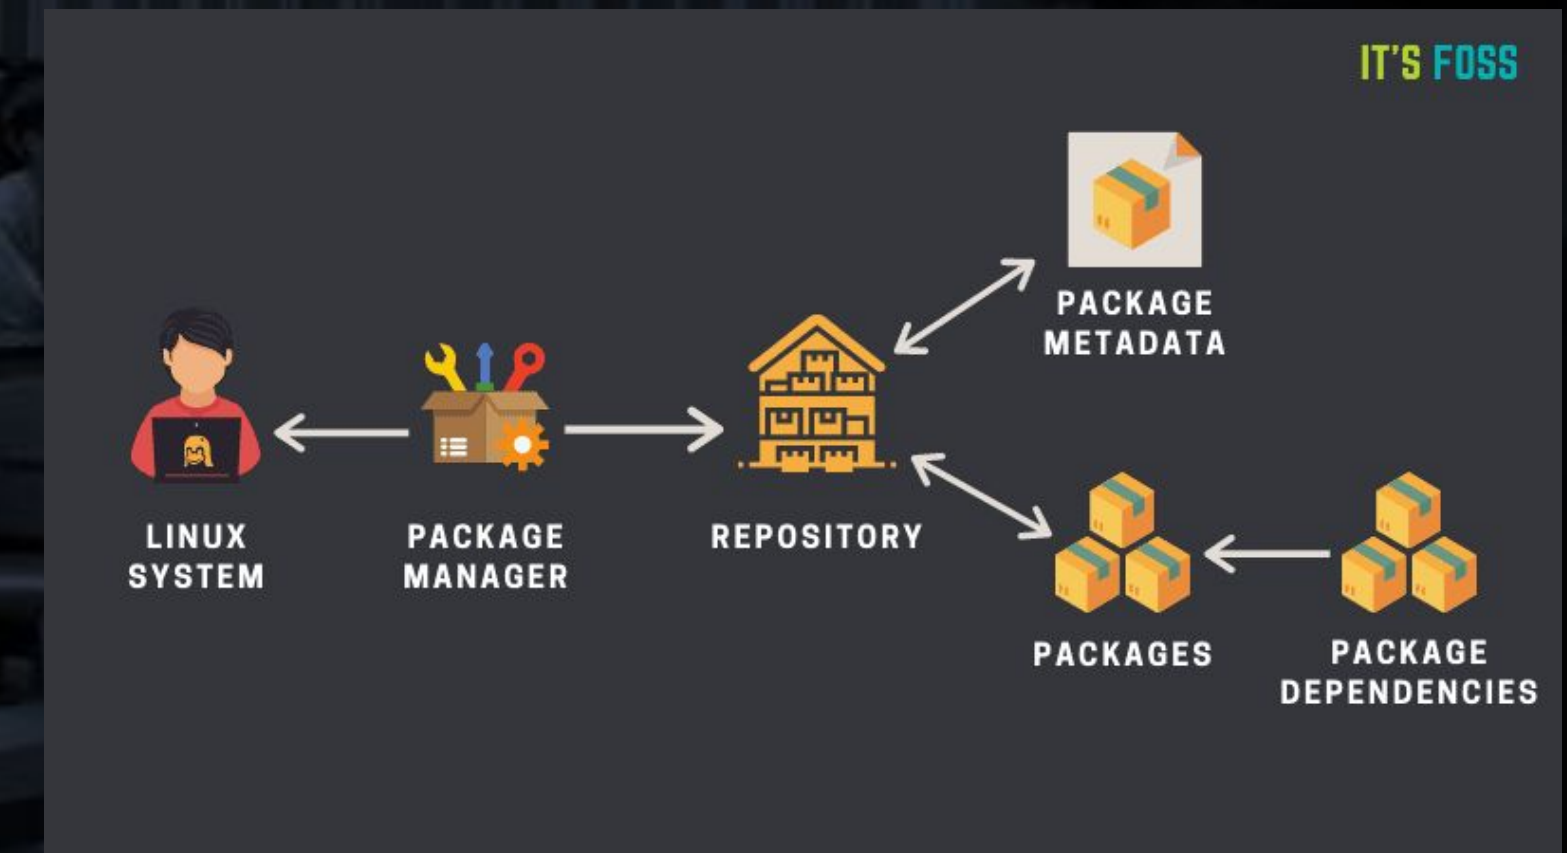 IT'S FOSS
PACKAGE
METADATA
LINUX
SYSTEM
PACKAGE
MANAGER
REPOSITORY
PACKAGES
PACKAGE
DEPENDENCIES